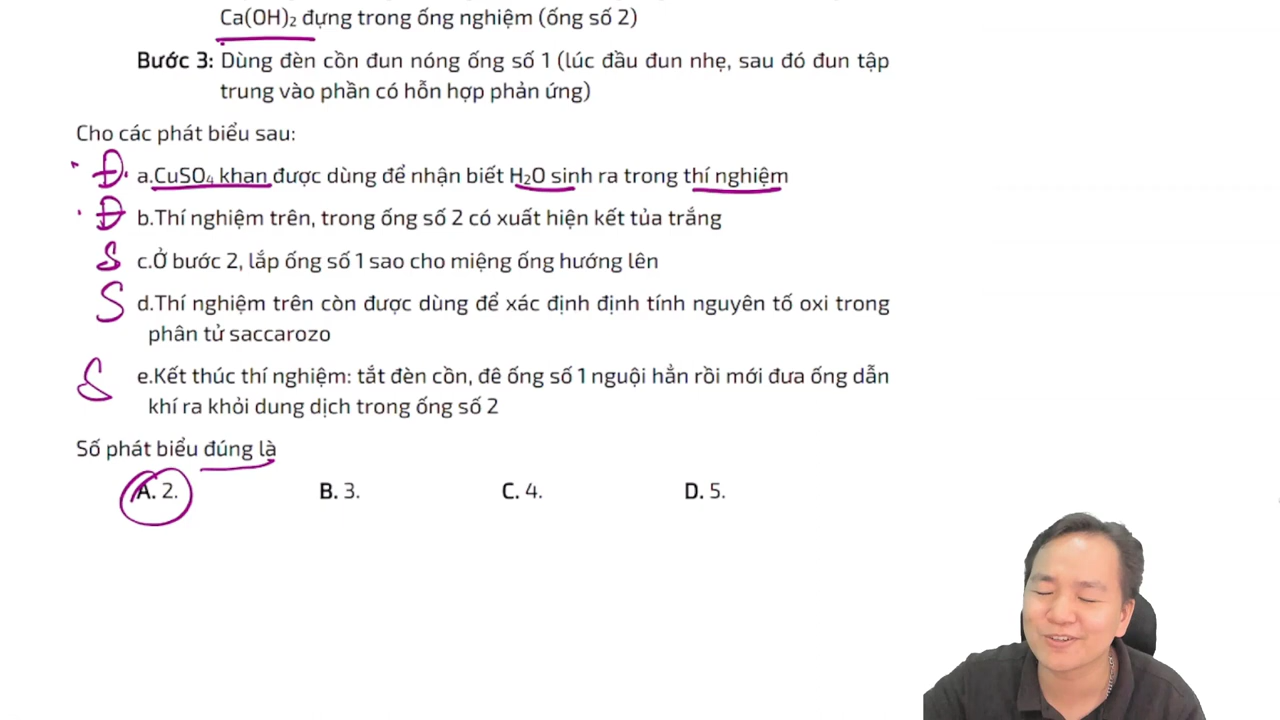 Ca(OH)₂ đựng trong ống nghiệm (ống số 2)
Bước 3: Dùng đèn cồn đun nóng ống số 1 (lúc đầu đun nhẹ, sau đó đun tập
trung vào phần có hỗn hợp phản ứng)
Cho các phát biểu sau:
Đ a.CuSO₄ khan được dùng để nhận biết H₂O sinh ra trong thí nghiệm
Đ b.Thí nghiệm trên, trong ống số 2 có xuất hiện kết tủa trắng
S c.Ở bước 2, lắp ống số 1 sao cho miệng ống hướng lên
S d.Thí nghiệm trên còn được dùng để xác định định tính nguyên tố oxi trong
phân tử saccarozo
S e.Kết thúc thí nghiệm: tắt đèn cồn, đê ống số 1 nguội hẳn rồi mới đưa ống dẫn
khí ra khỏi dung dịch trong ống số 2
Số phát biểu đúng là
A. 2. B. 3. C. 4. D. 5.